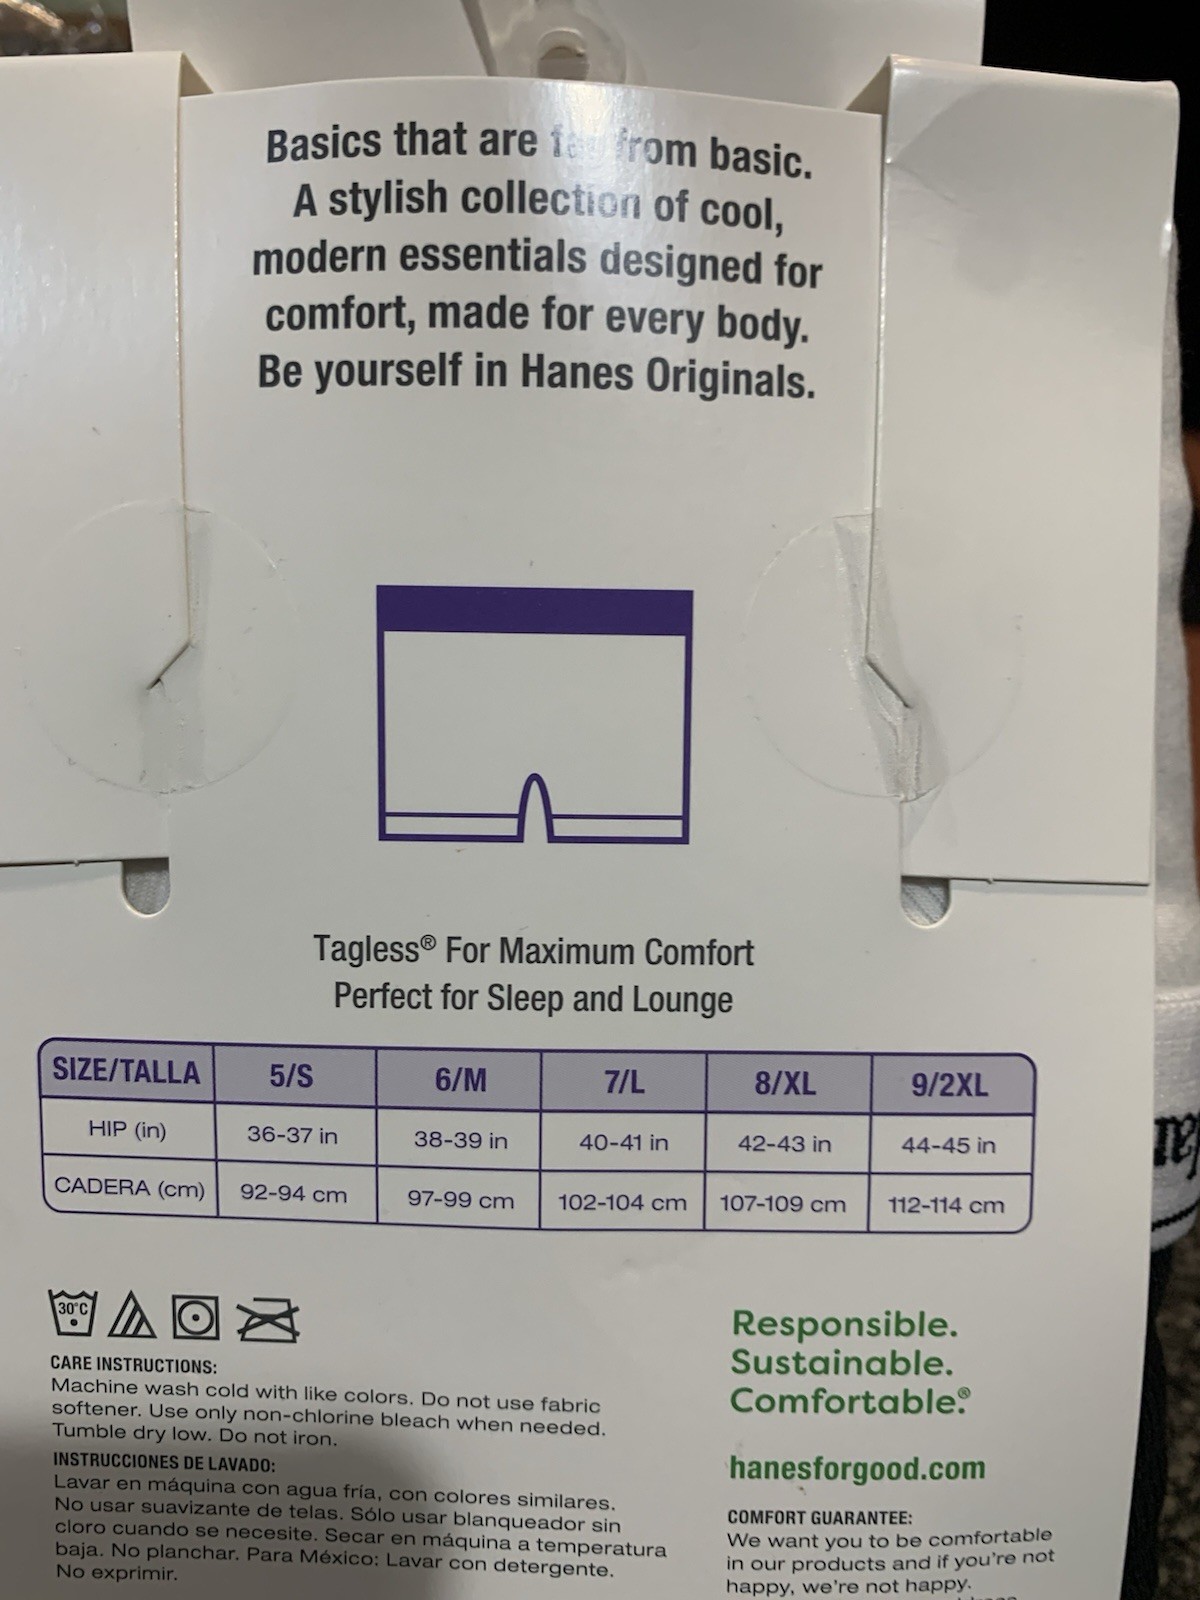 Basics that are far from basic.
A stylish collection of cool,
modern essentials designed for
comfort, made for every body.
Be yourself in Hanes Originals.
Tagless® For Maximum Comfort
Perfect for Sleep and Lounge
SIZE/TALLA 5/S 6/M 7/L 8/XL 9/2XL
HIP (in) 36-37 in 38-39 in 40-41 in 42-43 in 44-45 in
CADERA (cm) 92-94 cm 97-99 cm 102-104 cm 107-109 cm 112-114 cm
30°C
CARE INSTRUCTIONS:
Machine wash cold with like colors. Do not use fabric
softener. Use only non-chlorine bleach when needed.
Tumble dry low. Do not iron.
INSTRUCCIONES DE LAVADO:
Lavar en máquina con agua fría, con colores similares.
No usar suavizante de telas. Sólo usar blanqueador sin
cloro cuando se necesite. Secar en máquina a temperatura
baja. No planchar. Para México: Lavar con detergente.
No exprimir.
Responsible.
Sustainable.
Comfortable.®
hanesforgood.com
COMFORT GUARANTEE:
We want you to be comfortable
in our products and if you're not
happy, we're not happy.